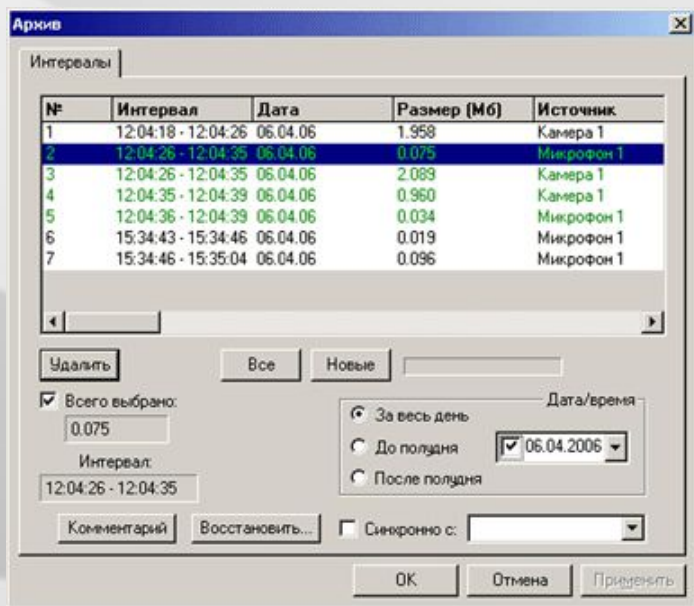 Архив
Интервалы
№ Интервал Дата Размер (Мб) Источник
1 12:04:18 - 12:04:26 06.04.06 1.958 Камера 1
2 12:04:26 - 12:04:35 06.04.06 0.075 Микрофон 1
3 12:04:26 - 12:04:35 06.04.06 2.089 Камера 1
4 12:04:35 - 12:04:39 06.04.06 0.960 Камера 1
5 12:04:36 - 12:04:39 06.04.06 0.034 Микрофон 1
6 15:34:43 - 15:34:46 06.04.06 0.019 Микрофон 1
7 15:34:46 - 15:35:04 06.04.06 0.096 Микрофон 1
Удалить Все Новые
Всего выбрано:
0.075
Интервал:
12:04:26 - 12:04:35
Дата/время
За весь день
До полудня 06.04.2006
После полудня
Комментарий Восстановить... Синхронно с:
OK Отмена Применить